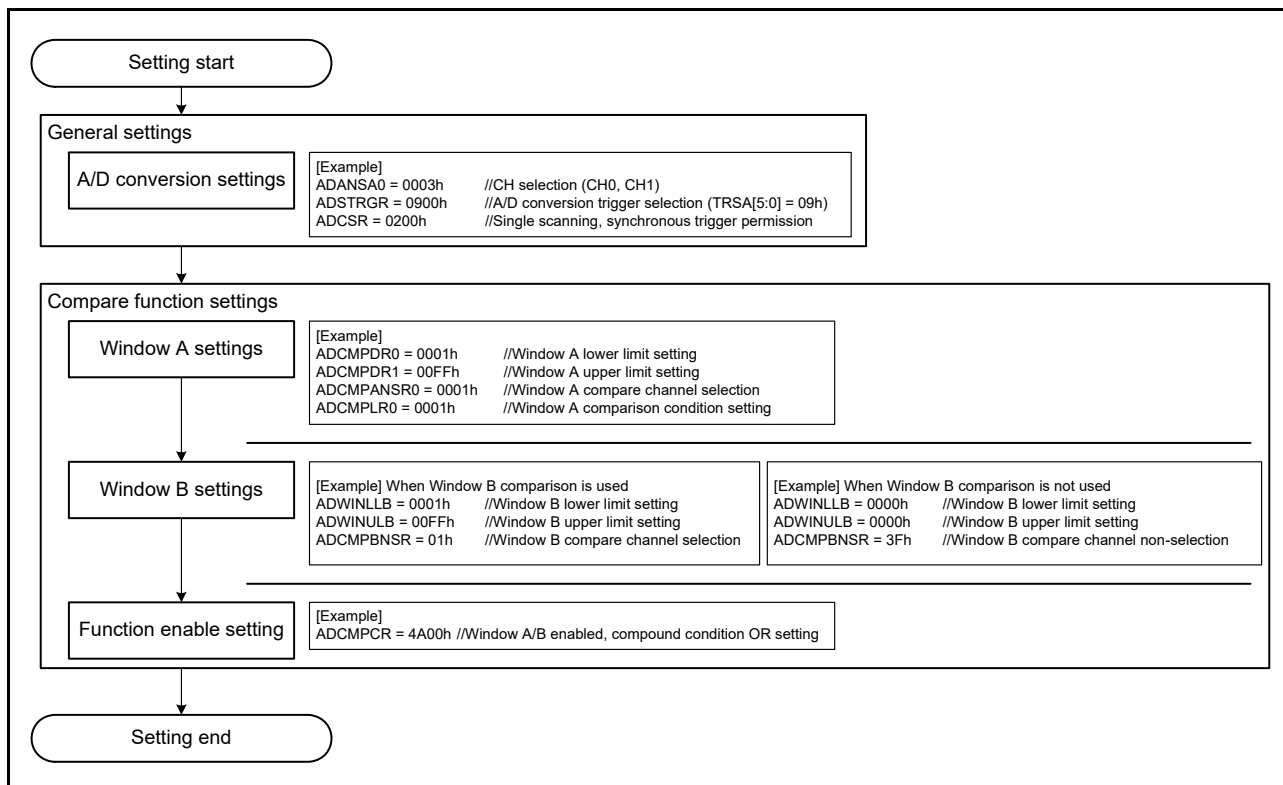 Setting start
General settings
A/D conversion settings
[Example]
ADANSA0 = 0003h //CH selection (CH0, CH1)
ADSTRGR = 0900h //A/D conversion trigger selection (TRSA[5:0] = 09h)
ADCSR = 0200h //Single scanning, synchronous trigger permission
Compare function settings
Window A settings
[Example]
ADCMPDR0 = 0001h //Window A lower limit setting
ADCMPDR1 = 00FFh //Window A upper limit setting
ADCMPANSR0 = 0001h //Window A compare channel selection
ADCMPLR0 = 0001h //Window A comparison condition setting
Window B settings
[Example] When Window B comparison is used
ADWINLLB = 0001h //Window B lower limit setting
ADWINULB = 00FFh //Window B upper limit setting
ADCMPBNSR = 01h //Window B compare channel selection
[Example] When Window B comparison is not used
ADWINLLB = 0000h //Window B lower limit setting
ADWINULB = 0000h //Window B upper limit setting
ADCMPBNSR = 3Fh //Window B compare channel non-selection
Function enable setting
[Example]
ADCMPCR = 4A00h //Window A/B enabled, compound condition OR setting
Setting end